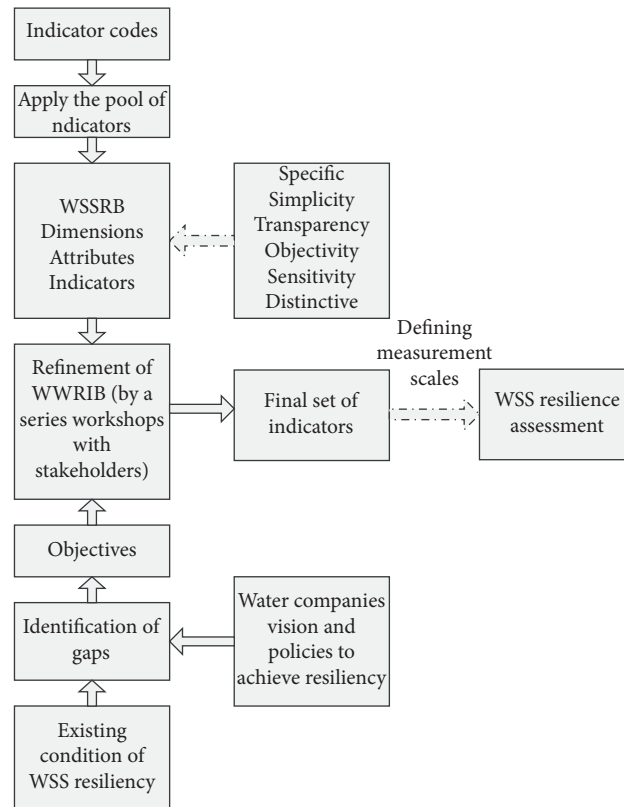 Indicator codes
Apply the pool of
ndicators
WSSRB
Dimensions
Attributes
Indicators
Specific
Simplicity
Transparency
Objectivity
Sensitivity
Distinctive
Refinement of
WWRIB (by a
series workshops
with
stakeholders)
Final set of
indicators
Defining
measurement
scales
WSS resilience
assessment
Objectives
Identification of
gaps
Water companies
vision and
policies to
achieve resiliency
Existing
condition of
WSS resiliency